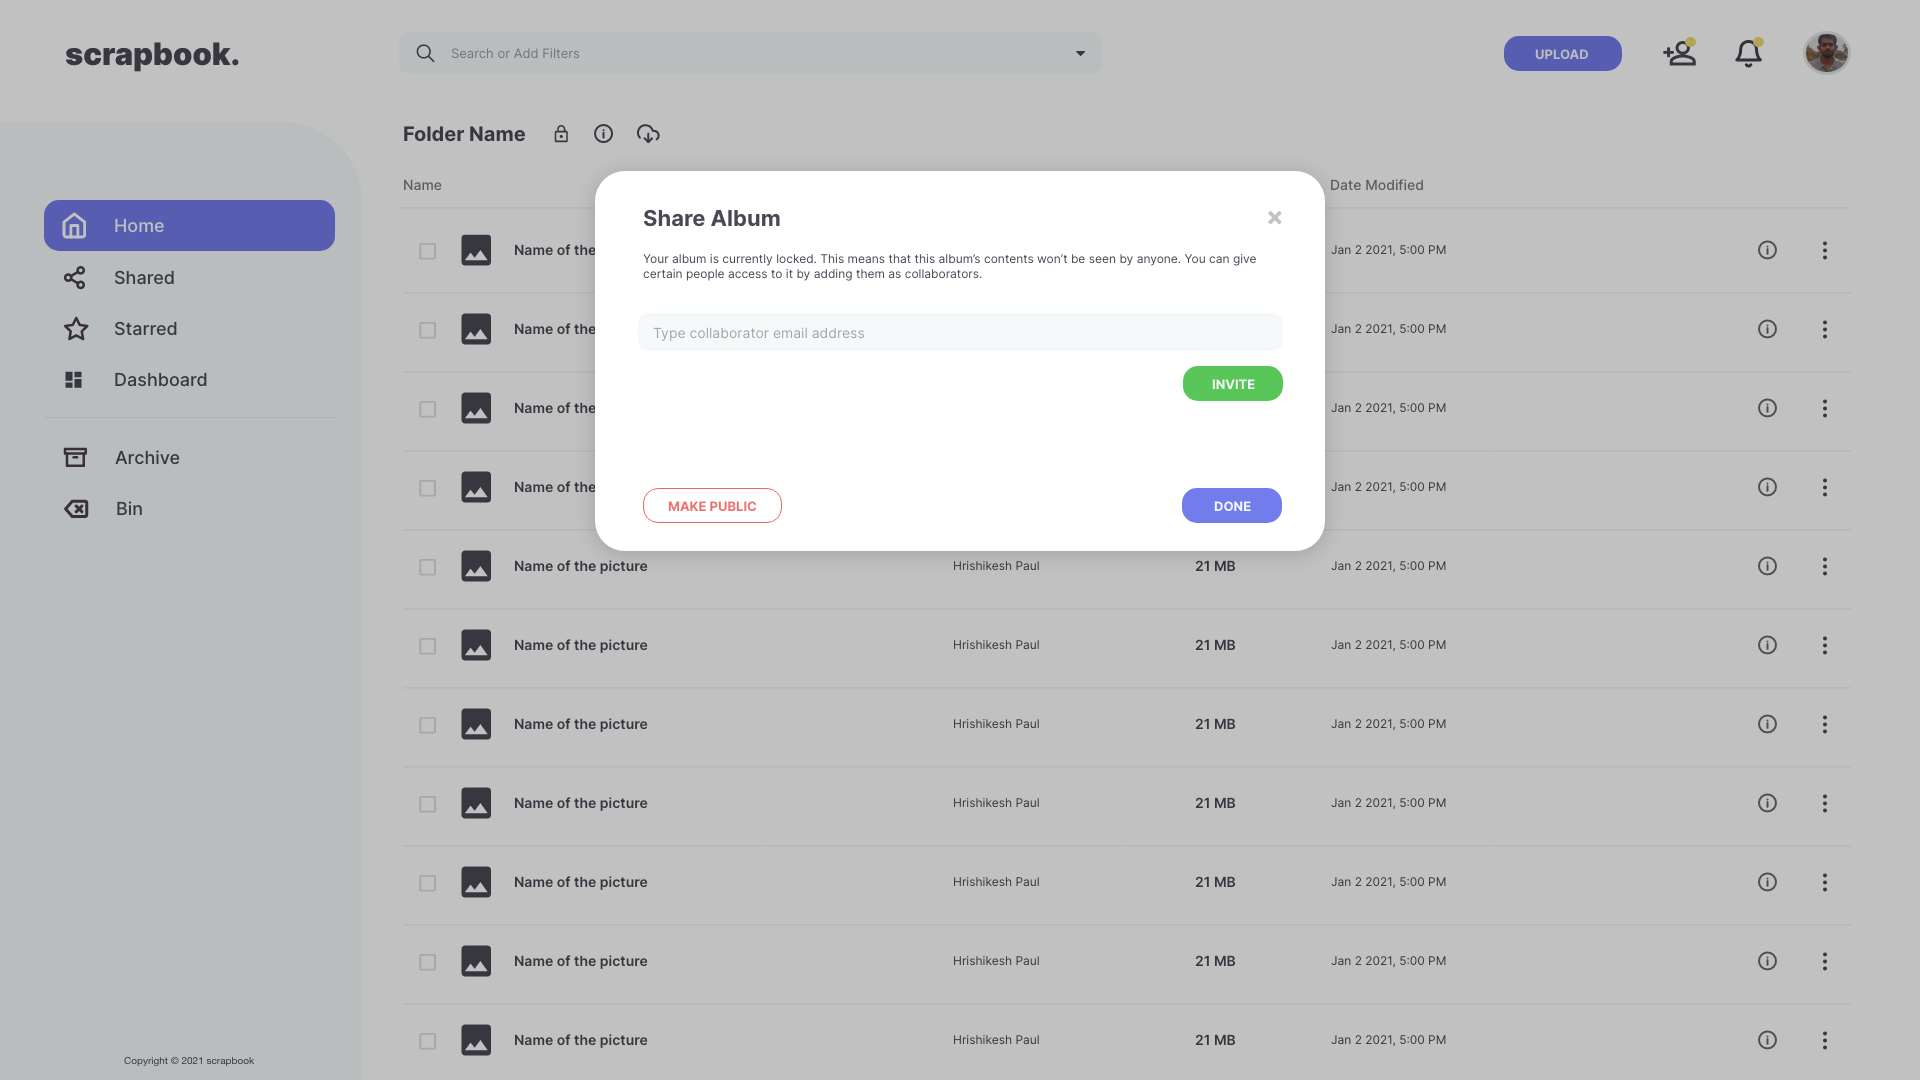 scrapbook.
Search or Add Filters
UPLOAD
Folder Name
Name
Date Modified
Home
Shared
Starred
Dashboard
Archive
Bin
Copyright © 2021 scrapbook
Share Album
Your album is currently locked. This means that this album’s contents won’t be seen by anyone. You can give
certain people access to it by adding them as collaborators.
Type collaborator email address
INVITE
MAKE PUBLIC
DONE
Name of the Jan 2 2021, 5:00 PM
Name of the Jan 2 2021, 5:00 PM
Name of the Jan 2 2021, 5:00 PM
Name of the Jan 2 2021, 5:00 PM
Name of the picture Hrishikesh Paul 21 MB Jan 2 2021, 5:00 PM
Name of the picture Hrishikesh Paul 21 MB Jan 2 2021, 5:00 PM
Name of the picture Hrishikesh Paul 21 MB Jan 2 2021, 5:00 PM
Name of the picture Hrishikesh Paul 21 MB Jan 2 2021, 5:00 PM
Name of the picture Hrishikesh Paul 21 MB Jan 2 2021, 5:00 PM
Name of the picture Hrishikesh Paul 21 MB Jan 2 2021, 5:00 PM
Name of the picture Hrishikesh Paul 21 MB Jan 2 2021, 5:00 PM